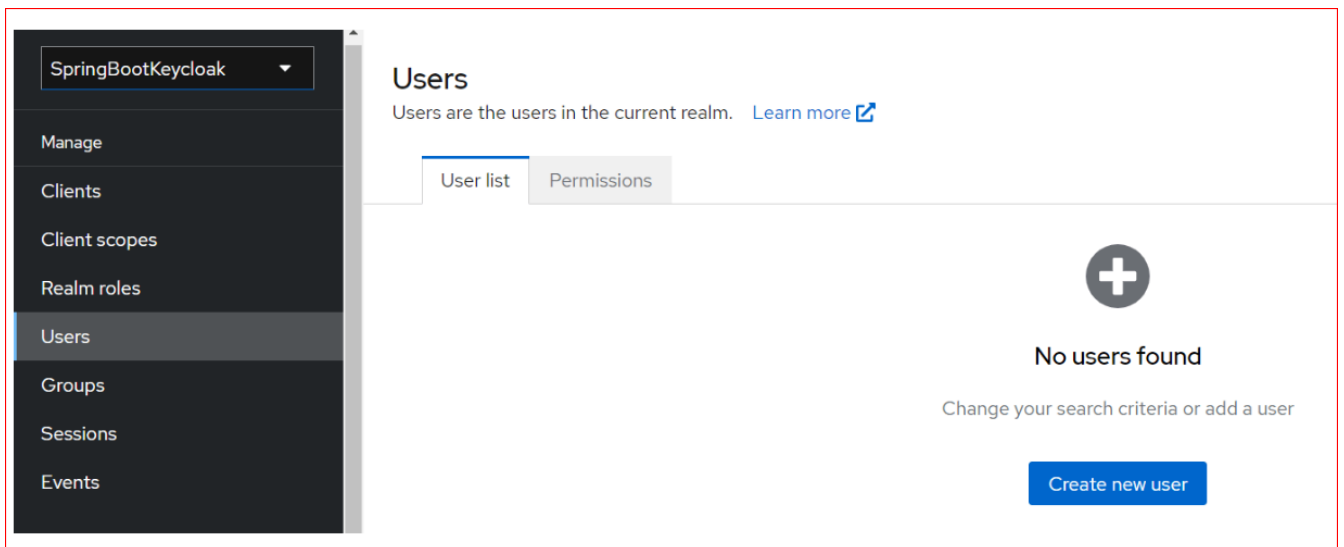 SpringBootKeycloak
Manage
Clients
Client scopes
Realm roles
Users
Groups
Sessions
Events
Users
Users are the users in the current realm. Learn more
User list Permissions
No users found
Change your search criteria or add a user
Create new user